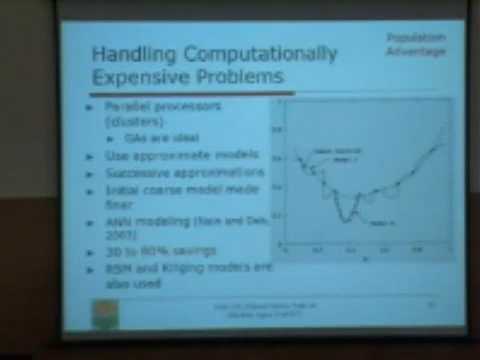 Population
Advantage
Handling Computationally
Expensive Problems
Parallel processors
(clusters)
GAs are ideal
Use approximate models
Successive approximations
Initial coarse model made
finer
ANN modeling (Nain and Deb,
2003)
30 to 80% savings
RSM and Kriging models are
also used